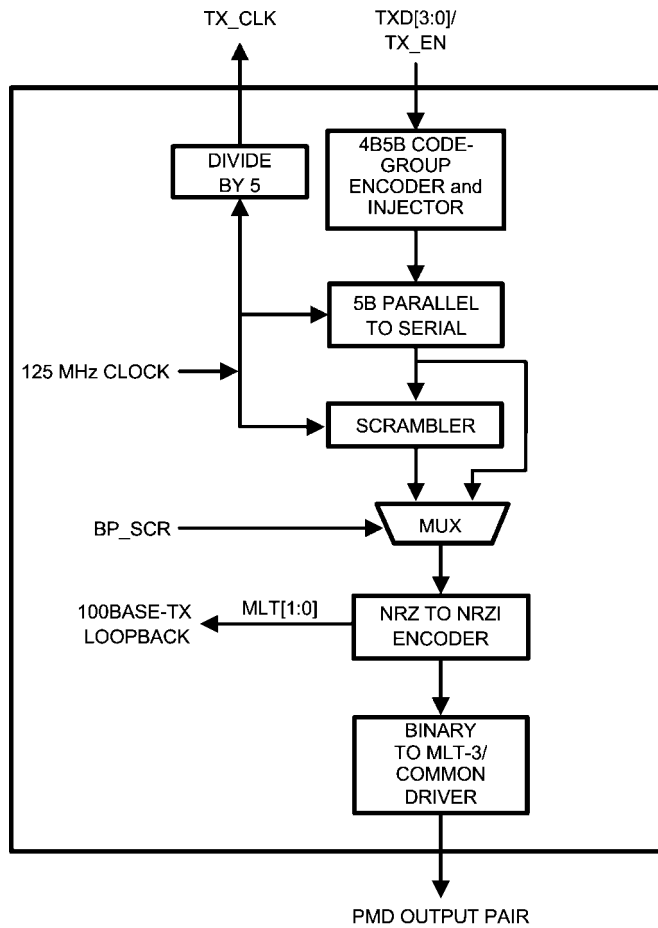 TX_CLK
TXD[3:0]/
TX_EN
DIVIDE
BY 5
4B5B CODE-
GROUP
ENCODER and
INJECTOR
5B PARALLEL
TO SERIAL
125 MHz CLOCK
SCRAMBLER
BP_SCR
MUX
100BASE-TX
LOOPBACK
MLT[1:0]
NRZ TO NRZI
ENCODER
BINARY
TO MLT-3/
COMMON
DRIVER
PMD OUTPUT PAIR